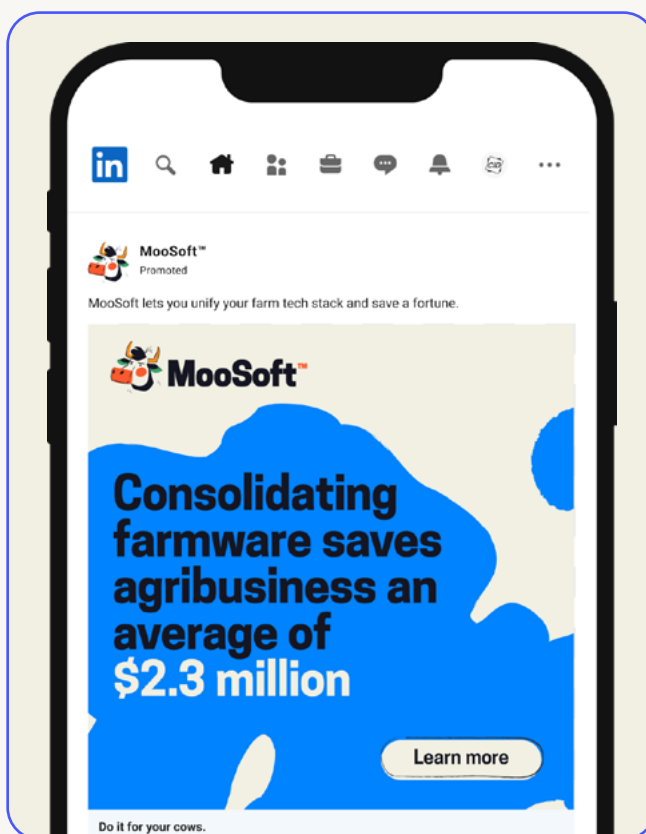 in
MooSoft™
Promoted
MooSoft lets you unify your farm tech stack and save a fortune.
MooSoft™
Consolidating
farmware saves
agribusiness an
average of
$2.3 million
Learn more
Do it for your cows.